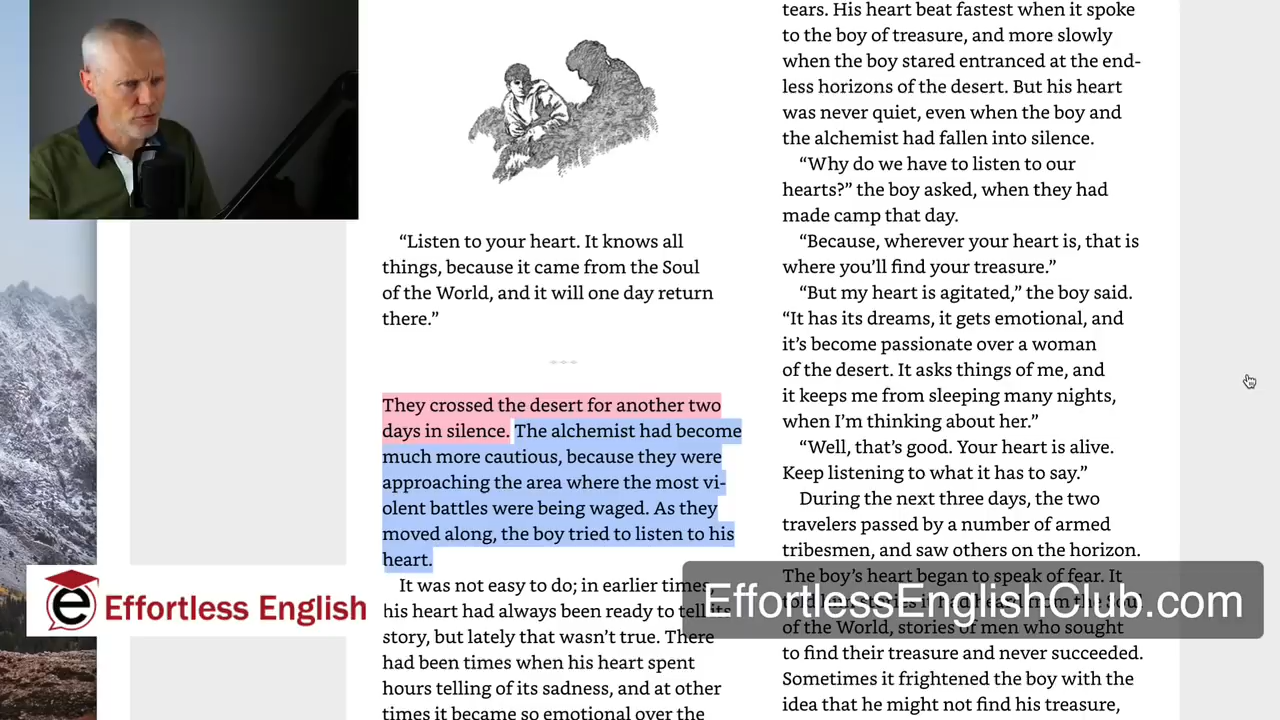 “Listen to your heart. It knows all
things, because it came from the Soul
of the World, and it will one day return
there.”
They crossed the desert for another two
days in silence. The alchemist had become
much more cautious, because they were
approaching the area where the most vi-
olent battles were being waged. As they
moved along, the boy tried to listen to his
heart.
It was not easy to do; in earlier times,
his heart had always been ready to tell its
story, but lately that wasn’t true. There
had been times when his heart spent
hours telling of its sadness, and at other
times it became so emotional over the
tears. His heart beat fastest when it spoke
to the boy of treasure, and more slowly
when the boy stared entranced at the end-
less horizons of the desert. But his heart
was never quiet, even when the boy and
the alchemist had fallen into silence.
“Why do we have to listen to our
hearts?” the boy asked, when they had
made camp that day.
“Because, wherever your heart is, that is
where you’ll find your treasure.”
“But my heart is agitated,” the boy said.
“It has its dreams, it gets emotional, and
it’s become passionate over a woman
of the desert. It asks things of me, and
it keeps me from sleeping many nights,
when I’m thinking about her.”
“Well, that’s good. Your heart is alive.
Keep listening to what it has to say.”
During the next three days, the two
travelers passed by a number of armed
tribesmen, and saw others on the horizon.
The boy’s heart began to speak of fear. It
told him stories it had heard from the Soul
of the World, stories of men who sought
to find their treasure and never succeeded.
Sometimes it frightened the boy with the
idea that he might not find his treasure,
e Effortless English
EffortlessEnglishClub.com